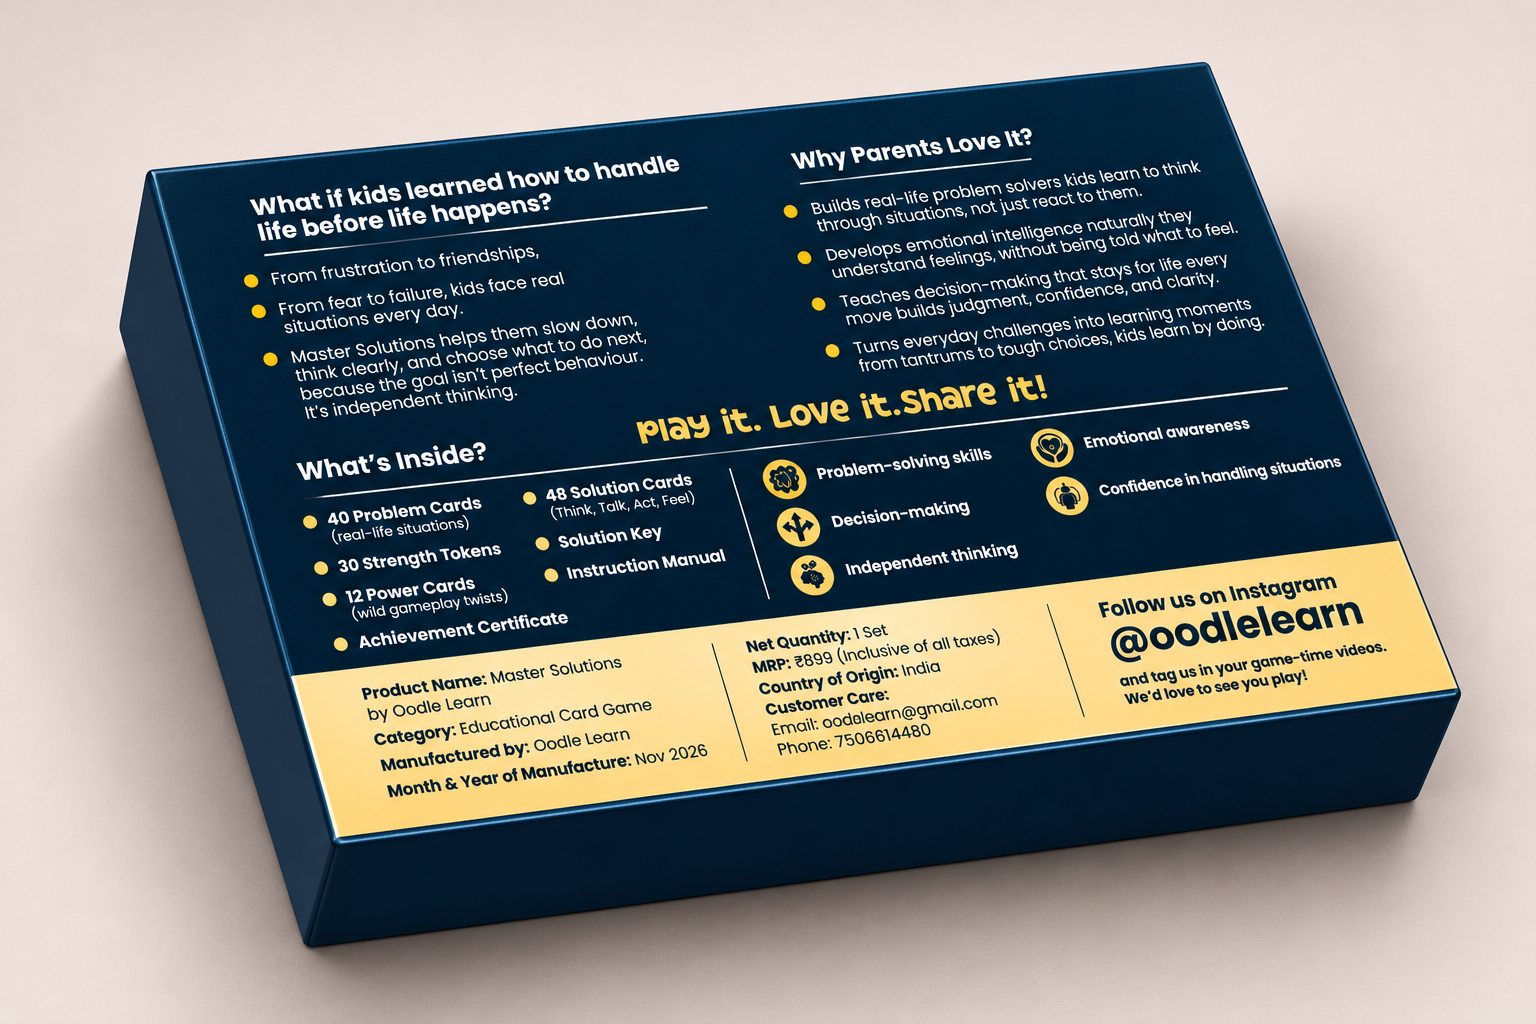 What if kids learned how to handle
life before life happens?
From frustration to friendships,
From fear to failure, kids face real
situations every day.
Master Solutions helps them slow down,
think clearly, and choose what to do next,
because the goal isn't perfect behaviour.
It's independent thinking.
Why Parents Love It?
Builds real-life problem solvers kids learn to think
through situations, not just react to them.
Develops emotional intelligence naturally they
understand feelings, without being told what to feel.
Teaches decision-making that stays for life every
move builds judgment, confidence, and clarity.
Turns everyday challenges into learning moments
from tantrums to tough choices, kids learn by doing.
Play it. Love it.Share it!
What's Inside?
40 Problem Cards
(real-life situations)
30 Strength Tokens
12 Power Cards
(wild gameplay twists)
Achievement Certificate
48 Solution Cards
(Think, Talk, Act, Feel)
Solution Key
Instruction Manual
Problem-solving skills
Decision-making
Independent thinking
Emotional awareness
Confidence in handling situations
Product Name: Master Solutions
by Oodle Learn
Category: Educational Card Game
Manufactured by: Oodle Learn
Month & Year of Manufacture: Nov 2026
Net Quantity: 1 Set
MRP: ₹899 (Inclusive of all taxes)
Country of Origin: India
Customer Care:
Email: oodlelearn@gmail.com
Phone: 7506614480
Follow us on Instagram
@oodlelearn
and tag us in your game-time videos.
We'd love to see you play!